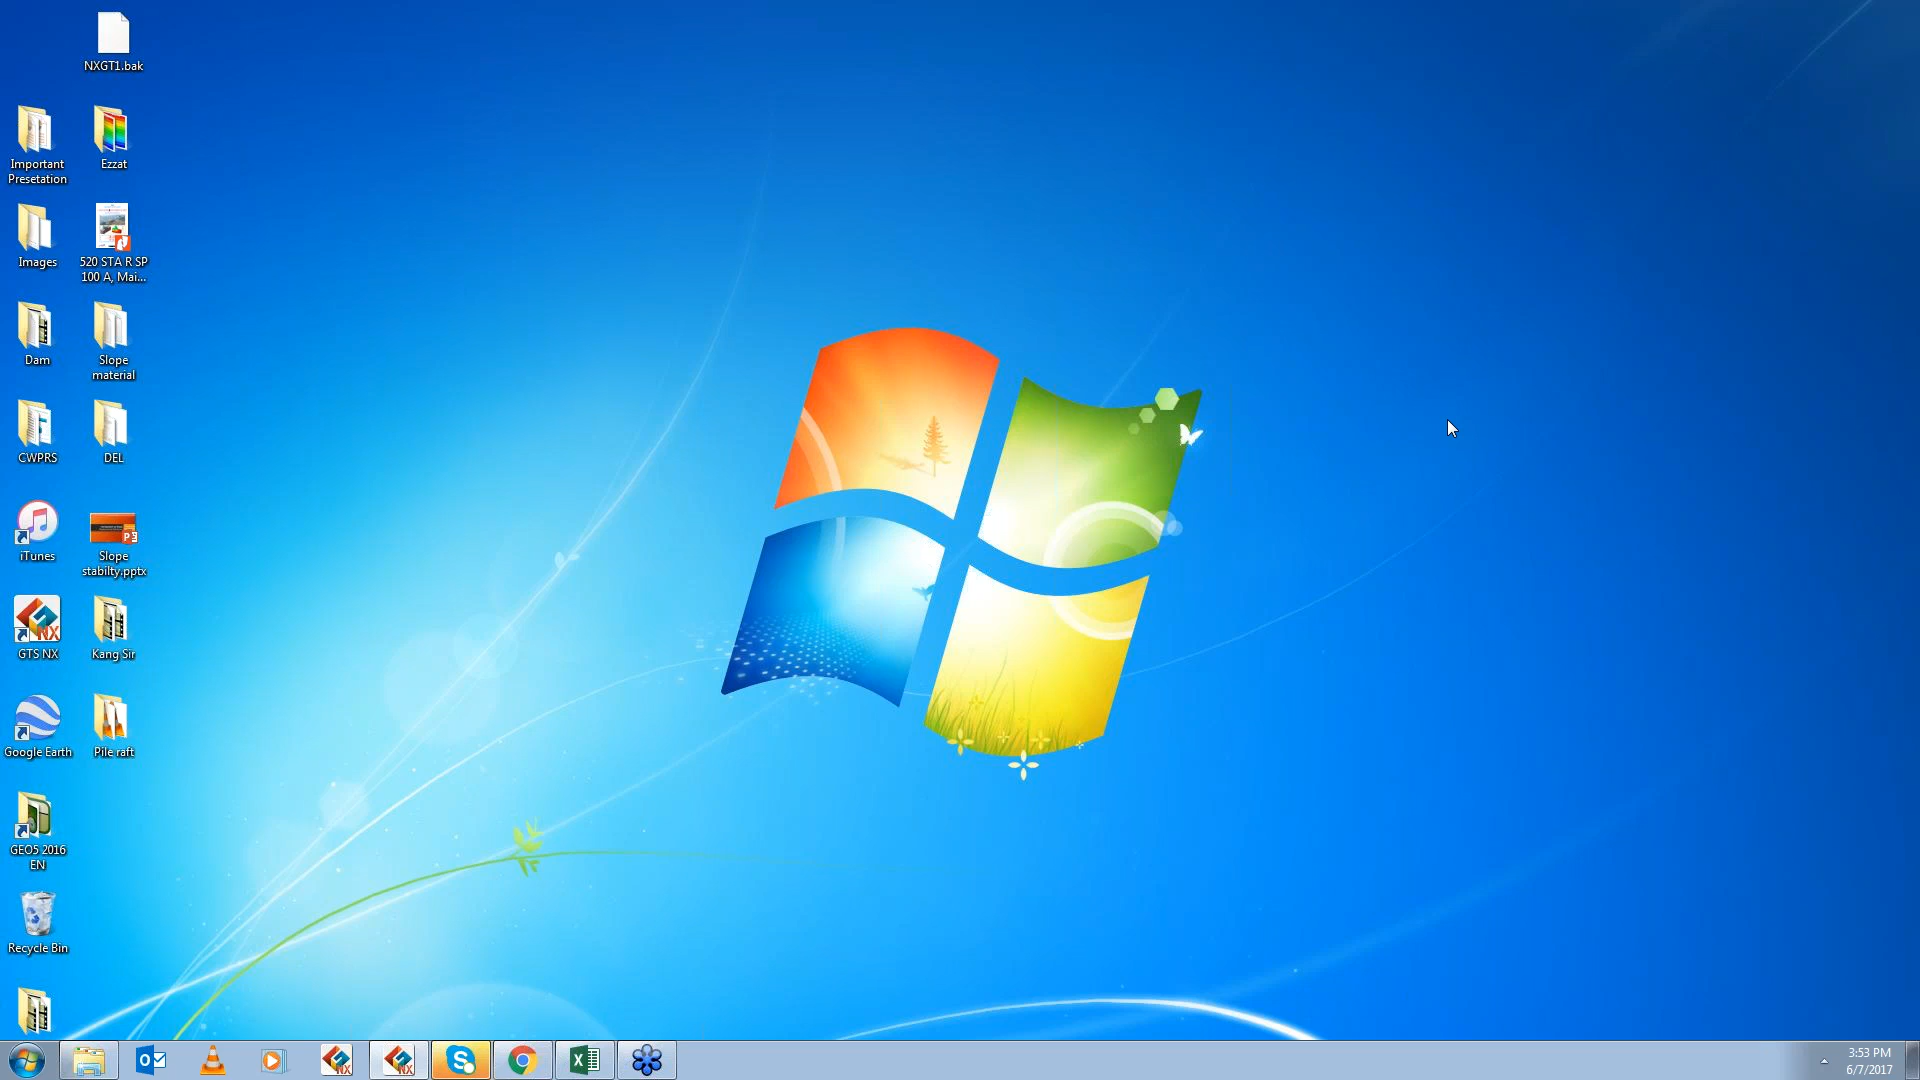 NXGT1.bak
Important
Presetation
Ezzat
Images
520 STA R SP
100 A, Mai...
Dam
Slope
material
CWPRS
DEL
iTunes
Slope
stabilty.pptx
GTS NX
Kang Sir
Google Earth
Pile raft
GEO5 2016
EN
Recycle Bin
3:53 PM
6/7/2017